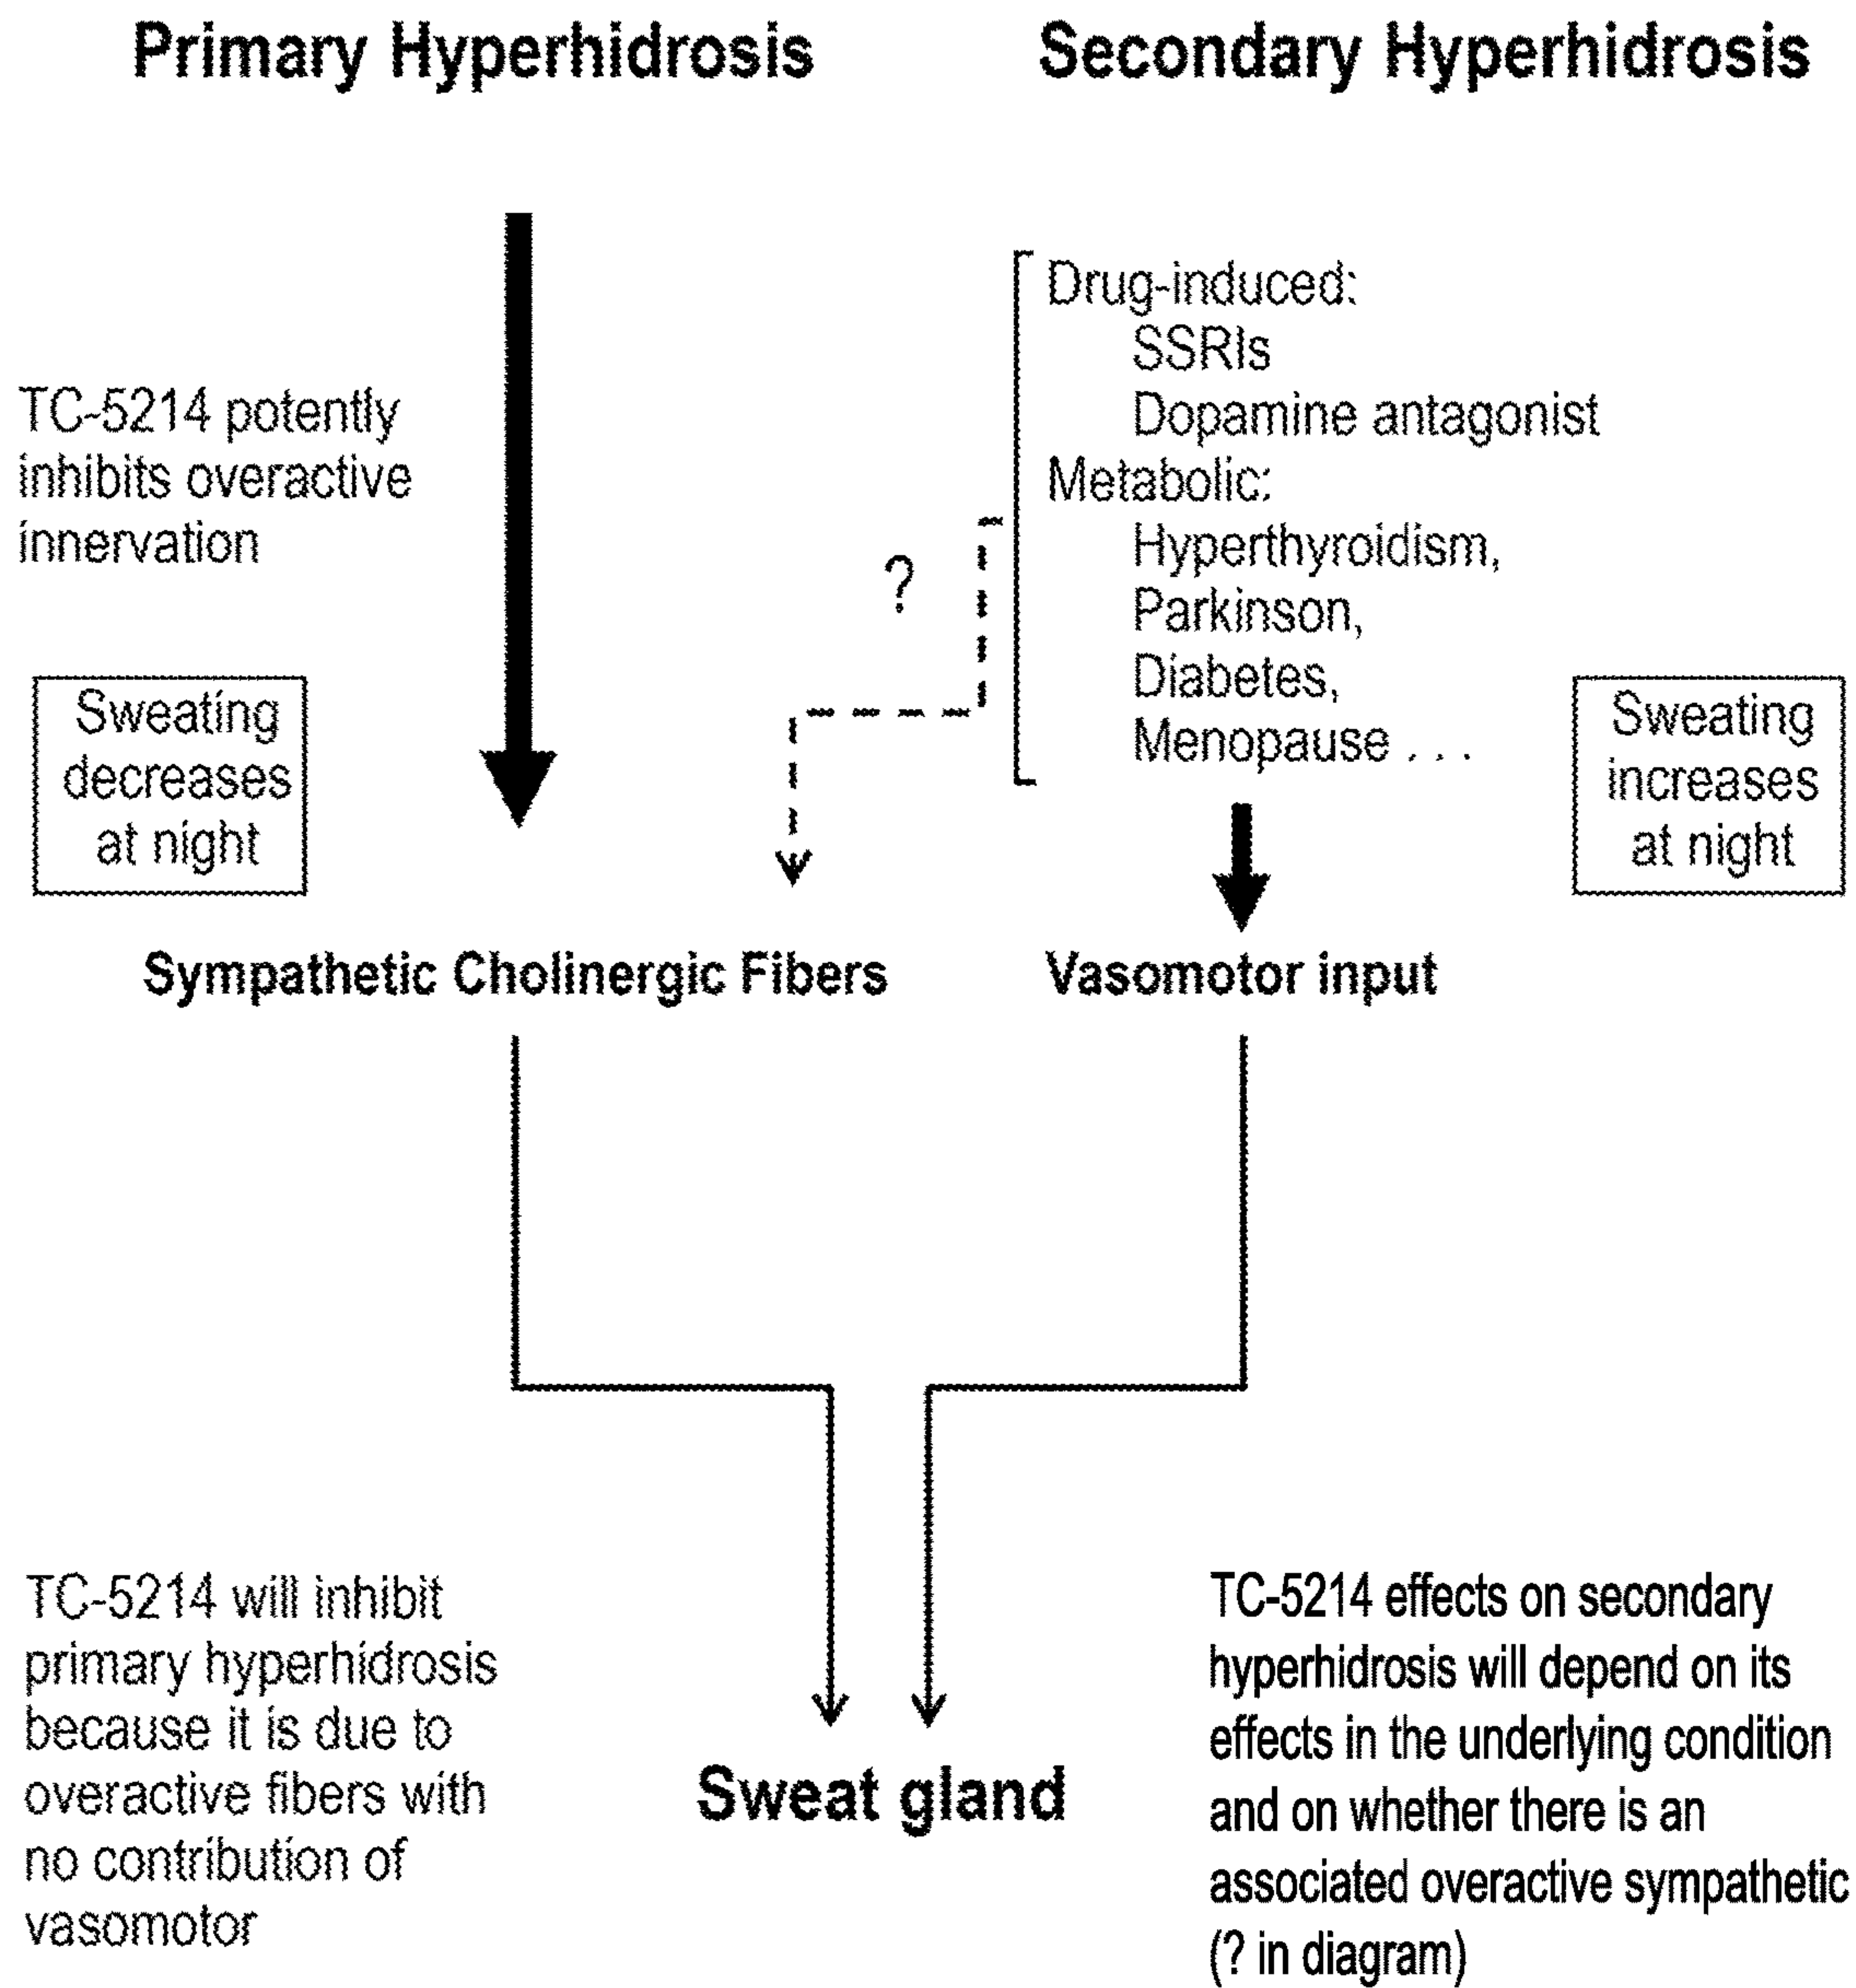 Primary Hyperhidrosis
Secondary Hyperhidrosis
TC-5214 potently
inhibits overactive
innervation
Sweating
decreases
at night
?
Drug-induced:
SSRIs
Dopamine antagonist
Metabolic:
Hyperthyroidism,
Parkinson,
Diabetes,
Menopause . . .
Sweating
increases
at night
Sympathetic Cholinergic Fibers
Vasomotor input
TC-5214 will inhibit
primary hyperhidrosis
because it is due to
overactive fibers with
no contribution of
vasomotor
Sweat gland
TC-5214 effects on secondary
hyperhidrosis will depend on its
effects in the underlying condition
and on whether there is an
associated overactive sympathetic
(? in diagram)